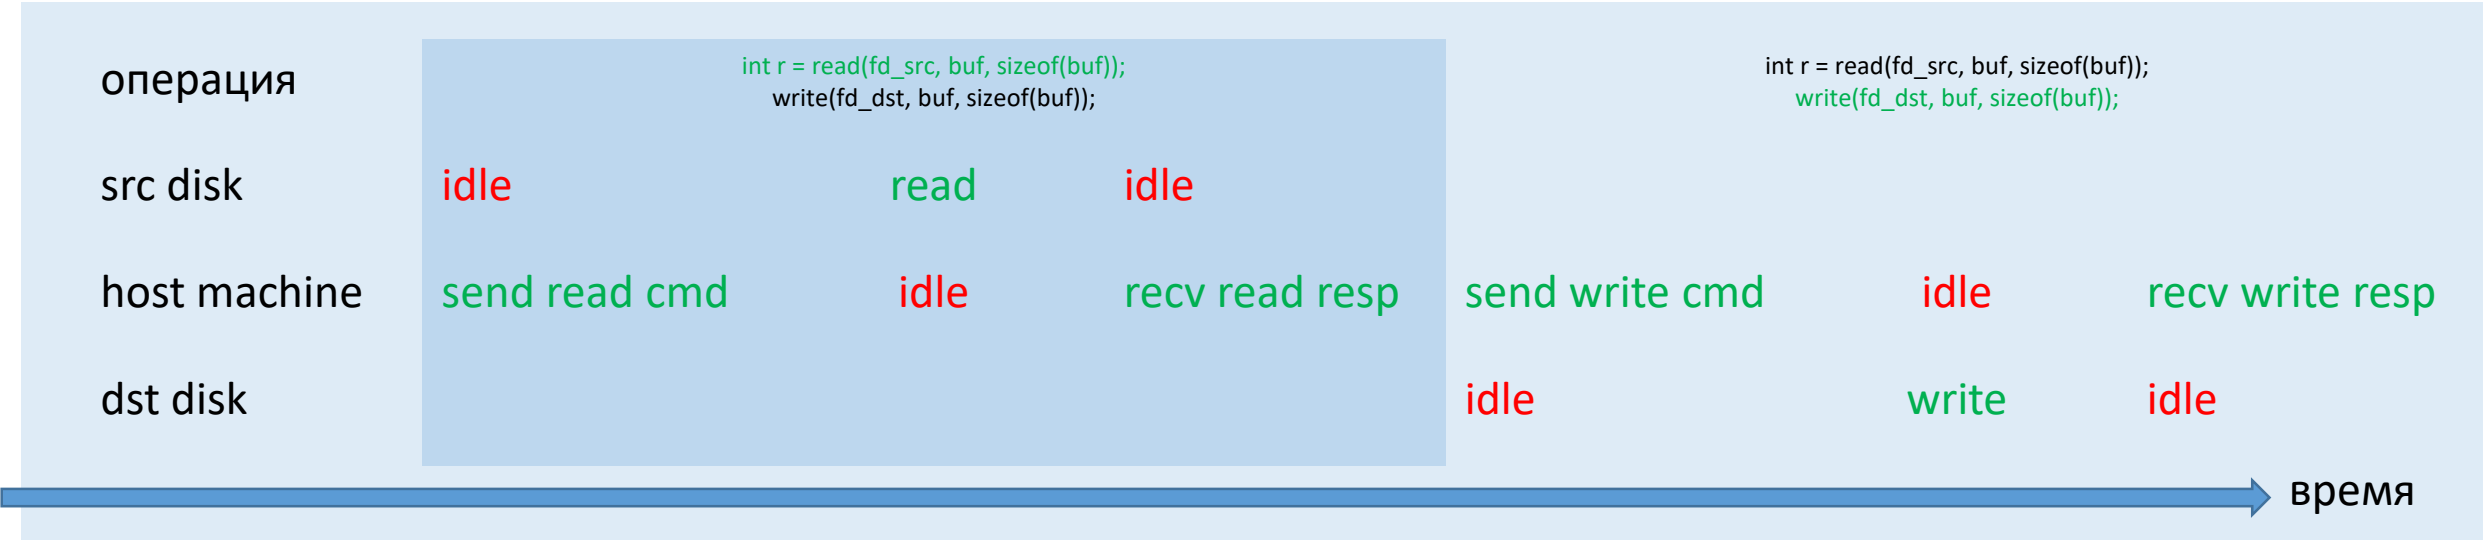 операция
int r = read(fd_src, buf, sizeof(buf));
write(fd_dst, buf, sizeof(buf));
int r = read(fd_src, buf, sizeof(buf));
write(fd_dst, buf, sizeof(buf));
src disk idle read idle
host machine send read cmd idle recv read resp send write cmd idle recv write resp
dst disk idle write idle
время